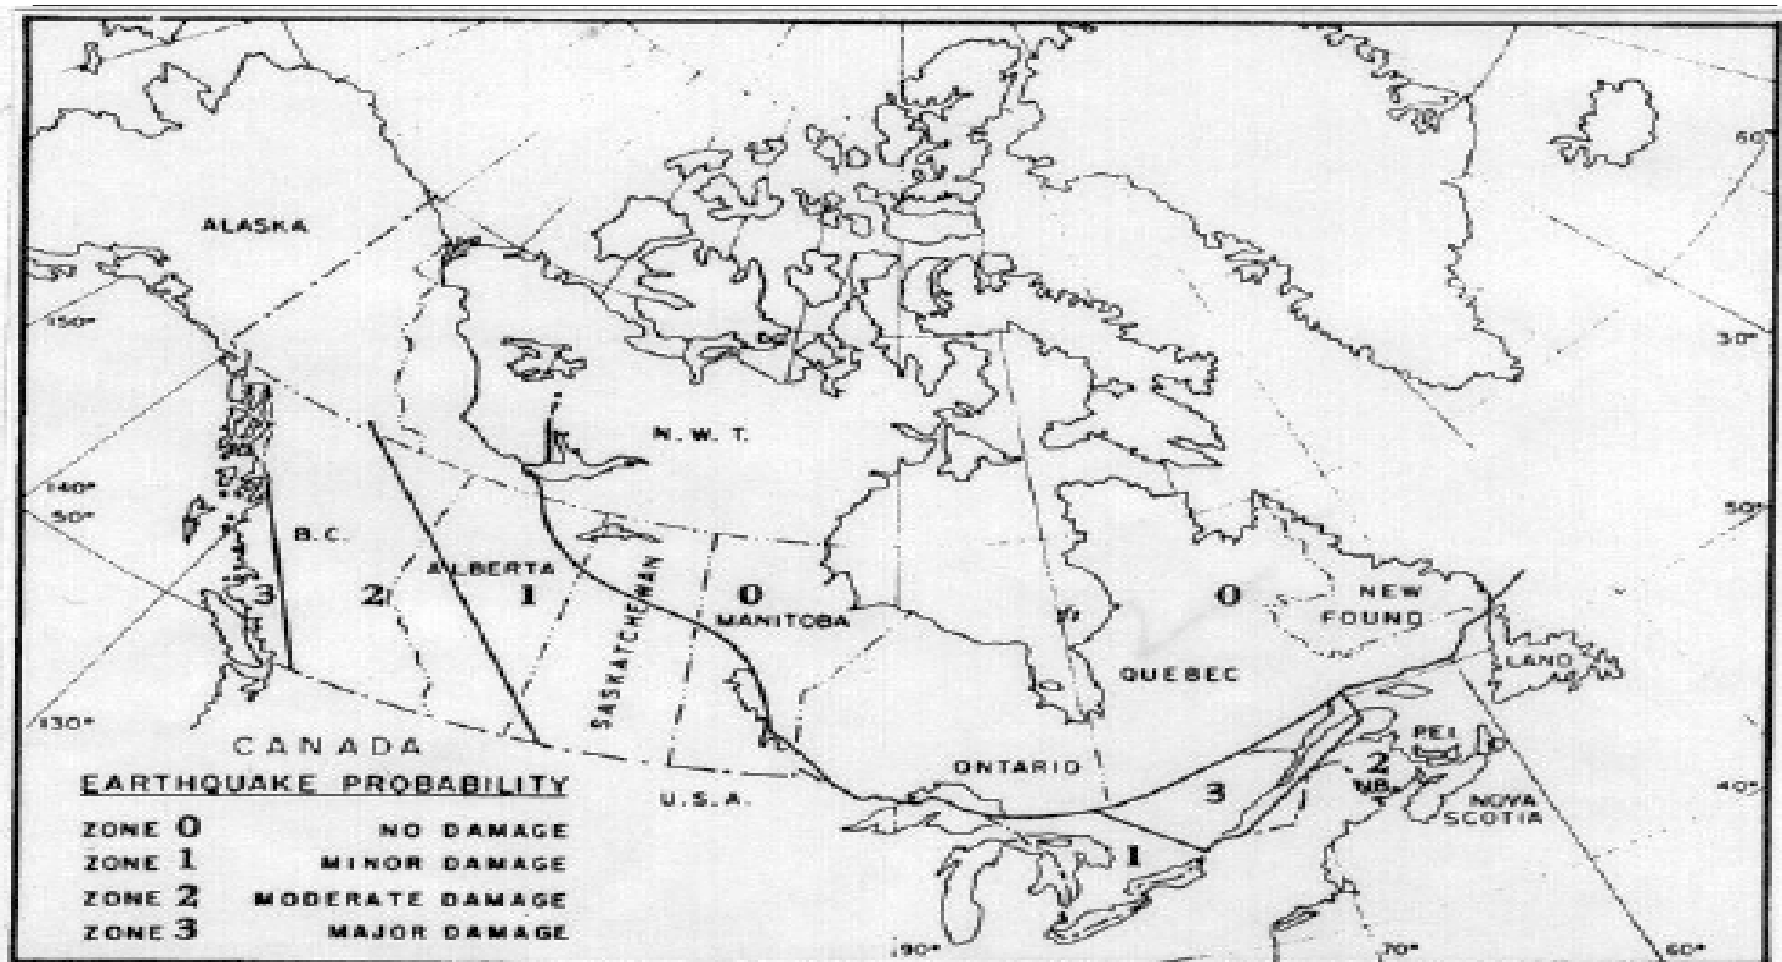 60°
ALASKA
150°
30°
N. W. T.
140°
50°
50°
B.C.
ALBERTA
3
2
1
SASKATCHEWAN
0
MANITOBA
0
NEW
FOUND
LAND
QUEBEC
130°
PEI
CANADA
ONTARIO
2
N.B.
EARTHQUAKE PROBABILITY
U.S.A.
3
40°
NOVA
SCOTIA
ZONE 0 NO DAMAGE
ZONE 1 MINOR DAMAGE
1
ZONE 2 MODERATE DAMAGE
ZONE 3 MAJOR DAMAGE
90°
70°
60°